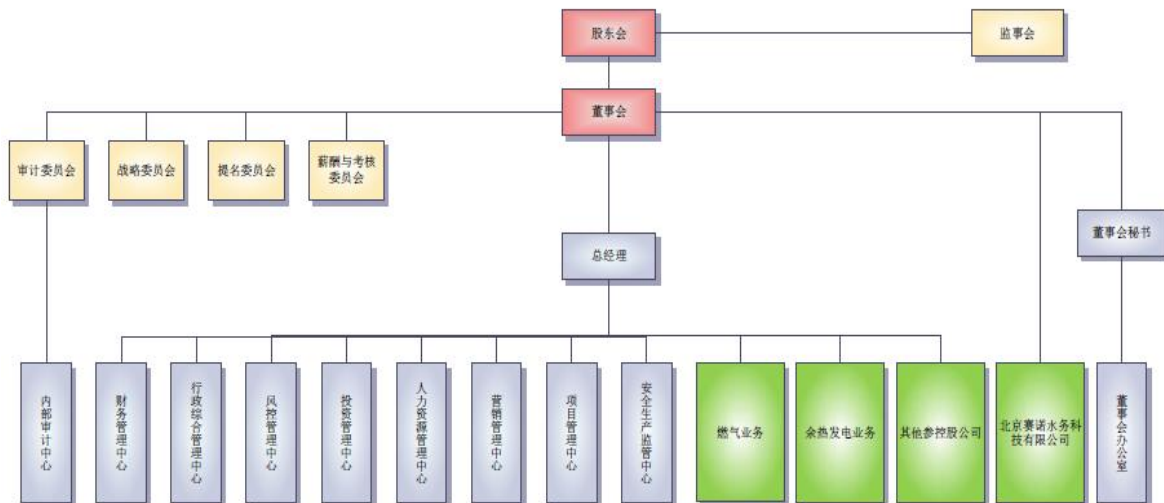 股东会
监事会
董事会
审计委员会
战略委员会
提名委员会
薪酬与考核
委员会
总经理
董事会秘书
内部审计中心
财务管理中心
行政综合管理中心
风控管理中心
投资管理中心
人力资源管理中心
营销管理中心
项目管理中心
安全生产监管中心
燃气业务
余热发电业务
其他参控股公司
北京赛诺水务科
技有限公司
董事会办公室